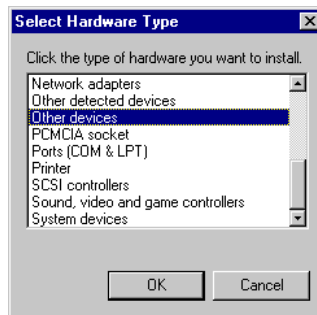 Select Hardware Type
Click the type of hardware you want to install.
Network adapters
Other detected devices
Other devices
PCMCIA socket
Ports (COM & LPT)
Printer
SCSI controllers
Sound, video and game controllers
System devices
OK
Cancel